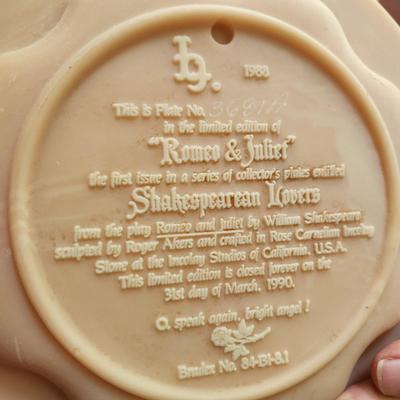 1988
This is Plate No.
in the limited edition of
"Romeo & Juliet"
the first issue in a series of collector's plates entitled
Shakespearean Lovers
from the play Romeo and Juliet by William Shakespeare,
sculpted by Roger Akers and crafted in Rose Carnelian Incolay
Stone at the Incolay Studios of California, U.S.A.
This limited edition is closed forever on the
31st day of March, 1990.
O, speak again, bright angel !
Bradex No. 84-I31-8.1